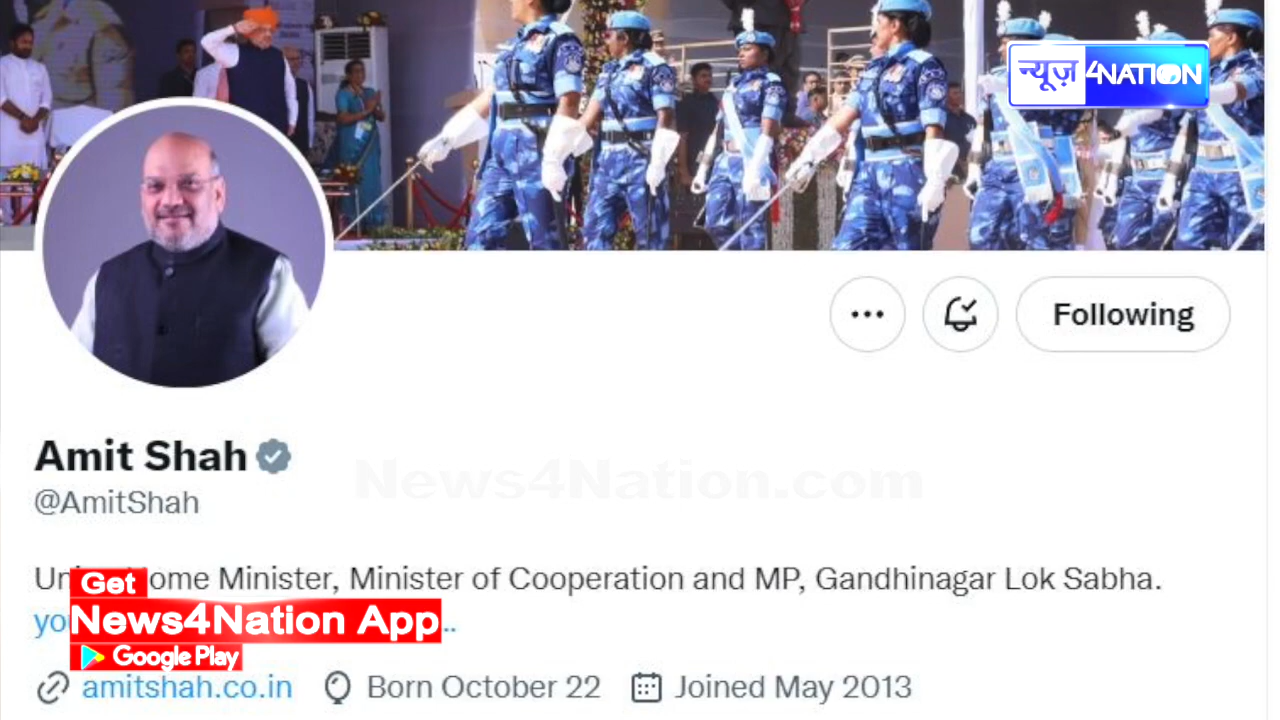 न्यूज़ 4NATION
Following
Amit Shah
@AmitShah
News4Nation.com
Home Minister, Minister of Cooperation and MP, Gandhinagar Lok Sabha.
Get
News4Nation App
Google Play
amitshah.co.in Born October 22 Joined May 2013